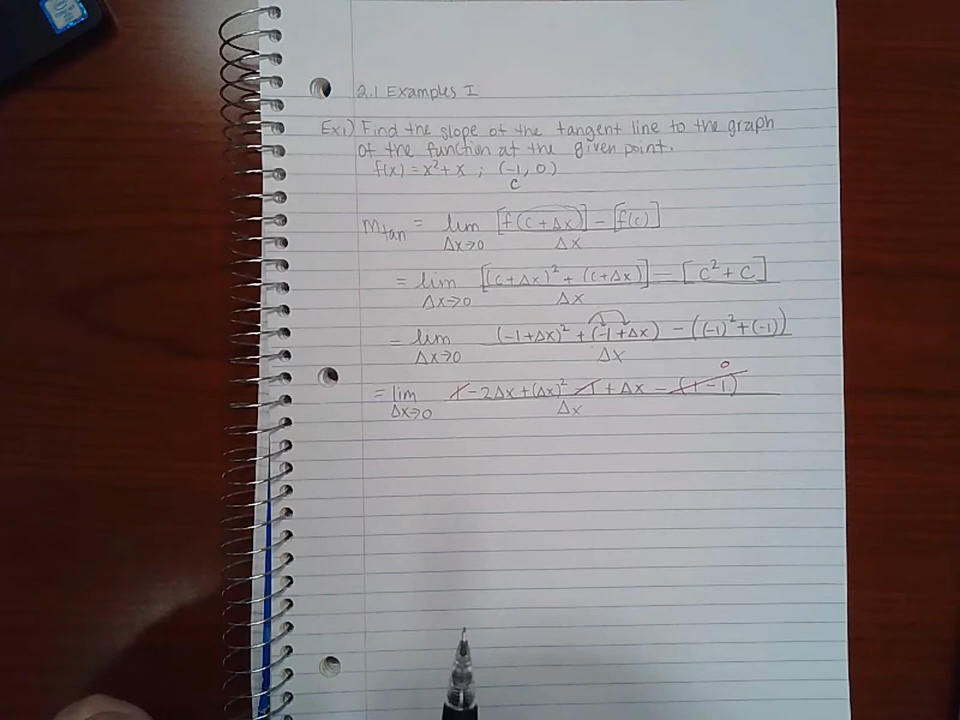 2.1 Examples I
Ex1) Find the slope of the tangent line to the graph
of the function at the given point.
f(x) = x² + x ; (-1, 0)
c
m_tan = lim Δx→0 [f(c + Δx)] - [f(c)] / Δx
= lim Δx→0 [(c+Δx)² + (c+Δx)] - [c² + c] / Δx
= lim Δx→0 (-1+Δx)² + (-1+Δx) - ((-1)² + (-1)) / Δx
= lim Δx→0 1 - 2Δx + (Δx)² - 1 + Δx - (1 - 1) 0 / Δx